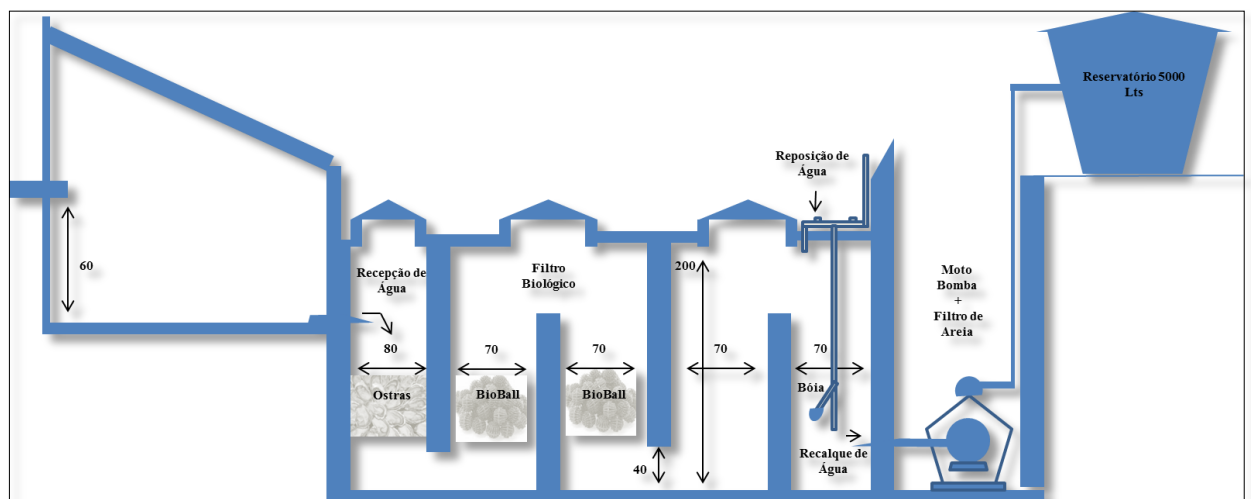 Reservatório 5000
Lts
Reposição de
Água
60
Recepção de
Água
Filtro
Biológico
200
Moto
Bomba
+
Filtro de
Areia
80
70
70
70
70
Ostras
BioBall
BioBall
Bóia
40
Recalque de
Água